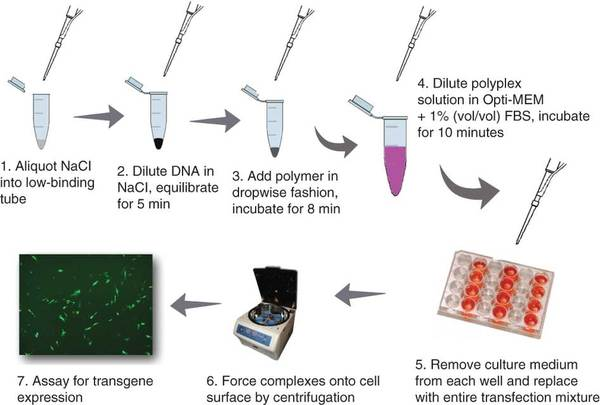 1. Aliquot NaCl
into low-binding
tube
2. Dilute DNA in
NaCl, equilibrate
for 5 min
3. Add polymer in
dropwise fashion,
incubate for 8 min
4. Dilute polyplex
solution in Opti-MEM
+ 1% (vol/vol) FBS, incubate
for 10 minutes
5. Remove culture medium
from each well and replace
with entire transfection mixture
6. Force complexes onto cell
surface by centrifugation
7. Assay for transgene
expression